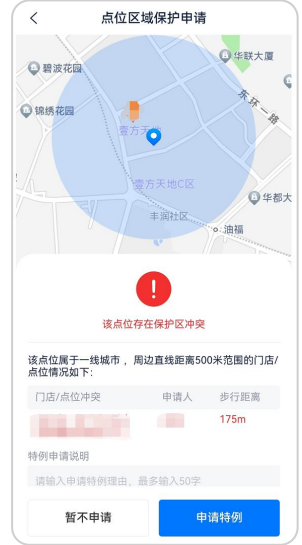 点位区域保护申请
碧波花园
华联大厦
锦绣花园
东环一路
壹方天地
壹方天地C区
华都大
丰润社区
油福
该点位存在保护区冲突
该点位属于一线城市，周边直线距离500米范围的门店/
点位情况如下：
门店/点位冲突 申请人 步行距离
175m
特例申请说明
请输入申请特例理由，最多输入50字
暂不申请 申请特例